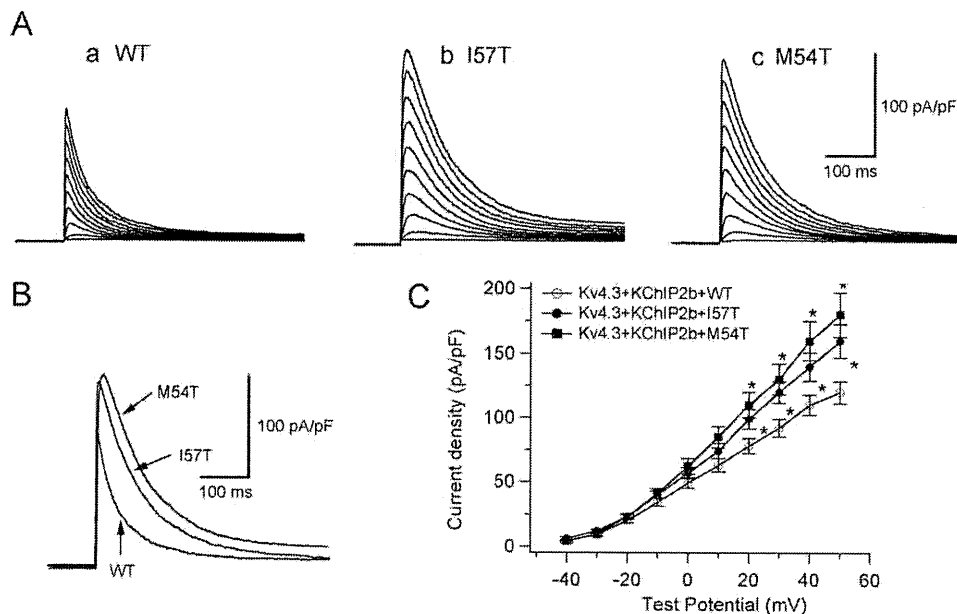 A
a WT
b I57T
c M54T
100 pA/pF
100 ms
B
M54T
I57T
WT
100 pA/pF
100 ms
C
Kv4.3+KChIP2b+WT
Kv4.3+KChIP2b+I57T
Kv4.3+KChIP2b+M54T
Current density (pA/pF)
200
150
100
50
0
-40
-20
0
20
40
60
Test Potential (mV)
* * * *
* * * *